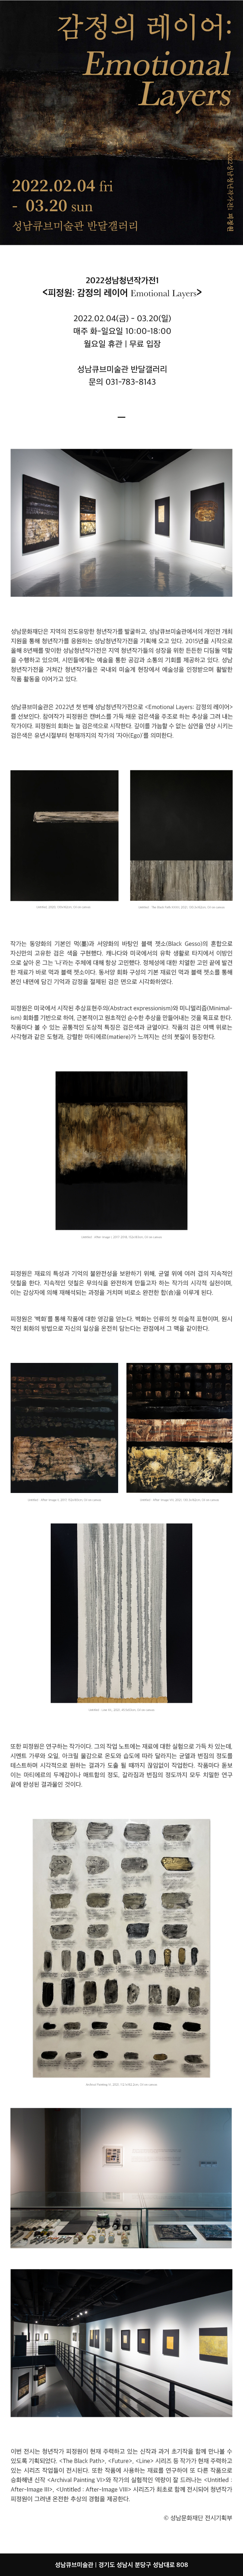 감정의 레이어:
Emotional
Layers
2022.02.04 fri
- 03.20 sun
성남큐브미술관 반달갤러리
2022성남청년작가전1 피정원
2022성남청년작가전1
<피정원: 감정의 레이어 Emotional Layers>
2022.02.04(금) - 03.20(일)
매주 화-일요일 10:00-18:00
월요일 휴관 | 무료 입장
성남큐브미술관 반달갤러리
문의 031-783-8143
성남문화재단은 지역의 전도유망한 청년작가를 발굴하고, 성남큐브미술관에서의 개인전 개최
지원을 통해 청년작가를 응원하는 성남청년작가전을 기획해 오고 있다. 2015년을 시작으로
올해 8년째를 맞이한 성남청년작가전은 지역 청년작가들의 성장을 위한 든든한 디딤돌 역할
을 수행하고 있으며, 시민들에게는 예술을 통한 공감과 소통의 기회를 제공하고 있다. 성남
청년작가전을 거쳐간 청년작가들은 국내외 미술계 현장에서 예술성을 인정받으며 활발한
작품 활동을 이어가고 있다.
성남큐브미술관은 2022년 첫 번째 성남청년작가전으로 <Emotional Layers: 감정의 레이어>
를 선보인다. 참여작가 피정원은 캔버스를 가득 채운 검은색을 주조로 하는 추상을 그려 내는
작가이다. 피정원의 회화는 늘 검은색으로 시작한다. 깊이를 가늠할 수 없는 심연을 연상 시키는
검은색은 유년시절부터 현재까지의 작가의 '자아(Ego)'를 의미한다.
작가는 동양화의 기본인 먹(墨)과 서양화의 바탕인 블랙 젯소(Black Gesso)의 혼합으로
자신만의 고유한 검은 색을 구현했다. 캐나다와 미국에서의 유학 생활로 타지에서 이방인
으로 살아 온 그는 '나'라는 주제에 대해 항상 고민했다. 정체성에 대한 치열한 고민 끝에 발견
한 재료가 바로 먹과 블랙 젯소이다. 동서양 회화 구성의 기본 재료인 먹과 블랙 젯소를 통해
본인 내면에 담긴 기억과 감정을 절제된 검은 면으로 시각화하였다.
피정원은 미국에서 시작된 추상표현주의(Abstract expressionism)와 미니멀리즘(Minimal-
ism) 회화를 기반으로 하여, 근본적이고 원초적인 순수한 추상을 만들어내는 것을 목표로 한다.
작품마다 볼 수 있는 공통적인 도상적 특징은 검은색과 균열이다. 작품의 검은 여백 위로는
사각형과 같은 도형과, 강렬한 마티에르(matiere)가 느껴지는 선의 붓질이 등장한다.
피정원은 재료의 특성과 기억의 불완전성을 보완하기 위해, 균열 위에 여러 겹의 지속적인
덧칠을 한다. 지속적인 덧칠은 무의식을 완전하게 만들고자 하는 작가의 시각적 실천이며,
이는 감상자에 의해 재해석되는 과정을 거치며 비로소 완전한 합(合)을 이루게 된다.
피정원은 '벽화'를 통해 작품에 대한 영감을 얻는다. 벽화는 인류의 첫 미술적 표현이며, 원시
적인 회화의 방법으로 자신의 일상을 온전히 담는다는 관점에서 그 맥을 같이한다.
또한 피정원은 연구하는 작가이다. 그의 작업 노트에는 재료에 대한 실험으로 가득 차 있는데,
시멘트 가루와 오일, 아크릴 물감으로 온도와 습도에 따라 달라지는 균열과 번짐의 정도를
테스트하며 시각적으로 원하는 결과가 도출 될 때까지 끊임없이 작업한다. 작품마다 돋보
이는 마티에르의 두께감이나 매트함의 정도, 갈라짐과 번짐의 정도까지 모두 치밀한 연구
끝에 완성된 결과물인 것이다.
이번 전시는 청년작가 피정원이 현재 주력하고 있는 신작과 과거 초기작을 함께 만나볼 수
있도록 기획되었다. <The Black Path>, <Future>, <Line> 시리즈 등 작가가 현재 주력하고
있는 시리즈 작업들이 전시된다. 또한 작품에 사용하는 재료를 연구하며 또 다른 작품으로
승화해낸 신작 <Archival Painting VI>와 작가의 실험적인 역량이 잘 드러나는 <Untitled :
After-Image III>, <Untitled : After-Image VIII> 시리즈가 최초로 함께 전시되어 청년작가
피정원이 그려낸 온전한 추상의 경험을 제공한다.
© 성남문화재단 전시기획부
성남큐브미술관 | 경기도 성남시 분당구 성남대로 808